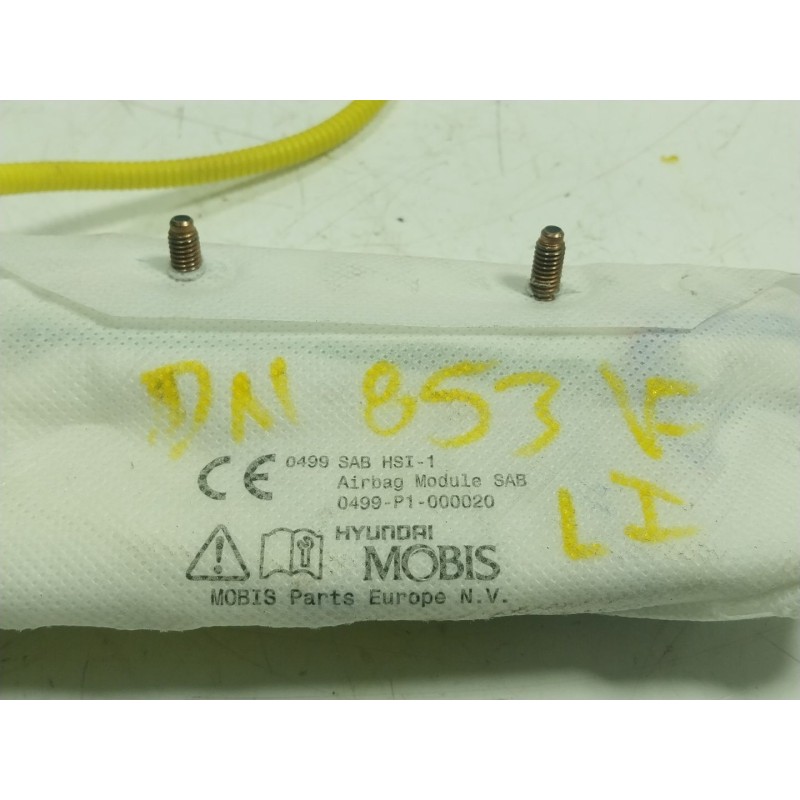 DN 853 K
LI
CE 0499 SAB HSI-1
Airbag Module SAB
0499-P1-000020
HYUNDAI
MOBIS
MOBIS Parts Europe N.V.